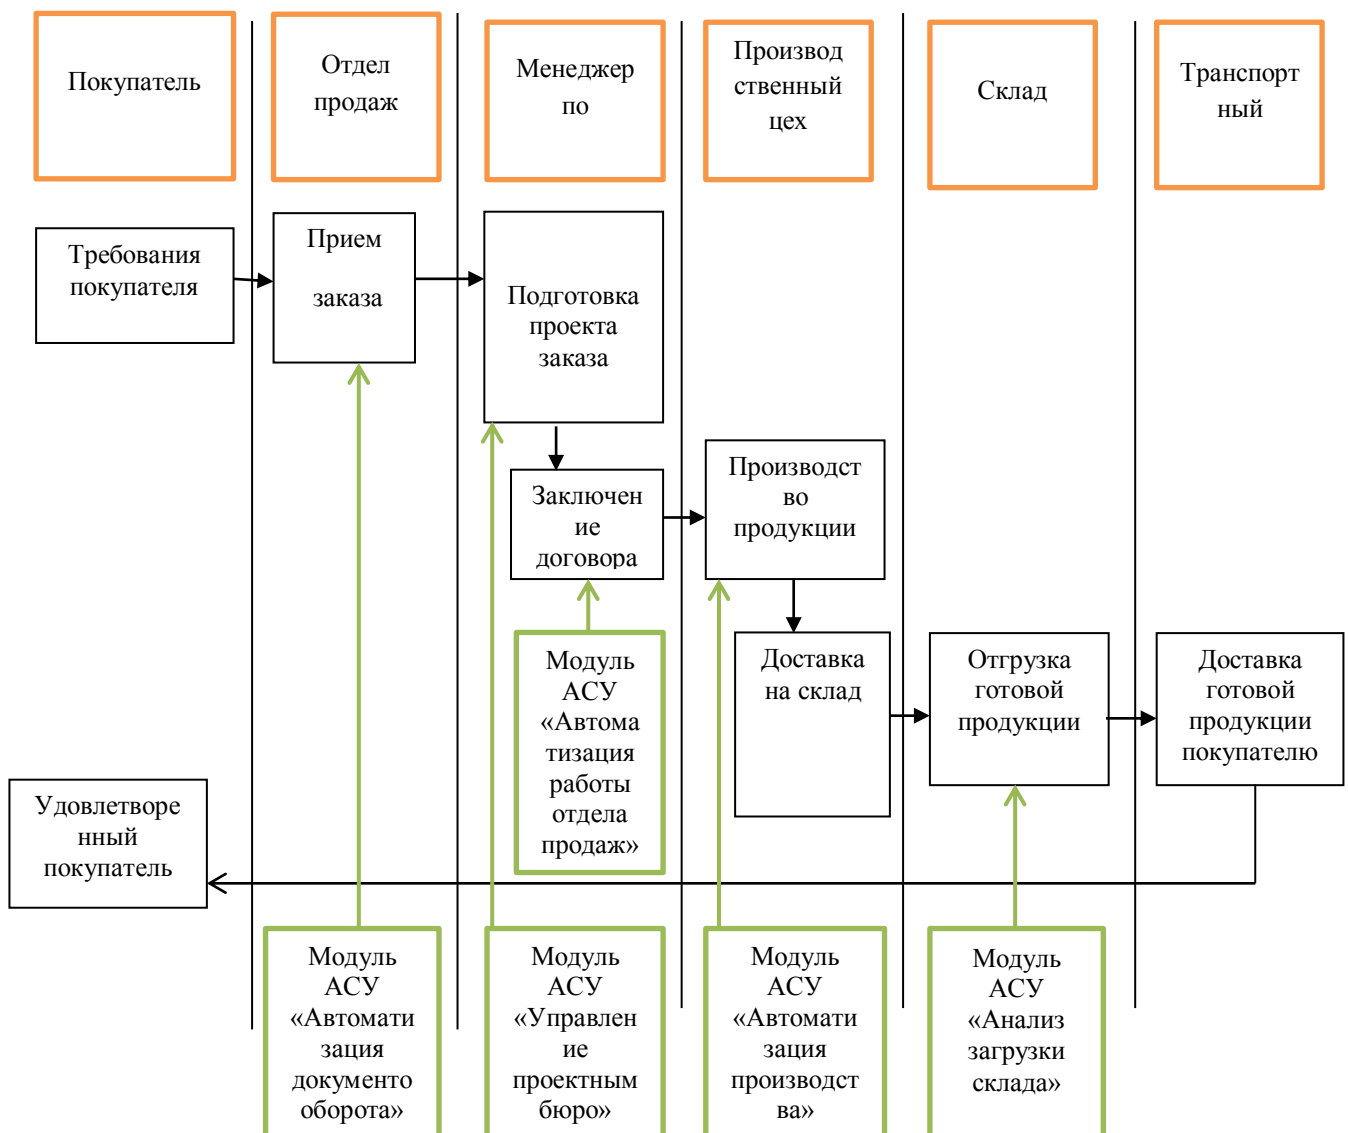 Покупатель
Отдел
продаж
Менеджер
по
Производ
ственный
цех
Склад
Транспорт
ный
Требования
покупателя
Прием
заказа
Подготовка
проекта
заказа
Заключен
ие
договора
Производст
во
продукции
Модуль
АСУ
«Автома
тизация
работы
отдела
продаж»
Доставка
на склад
Отгрузка
готовой
продукции
Доставка
готовой
продукции
покупателю
Удовлетворе
нный
покупатель
Модуль
АСУ
«Автомати
зация
документо
оборота»
Модуль
АСУ
«Управлен
ие
проектным
бюро»
Модуль
АСУ
«Автомати
зация
производст
ва»
Модуль
АСУ
«Анализ
загрузки
склада»